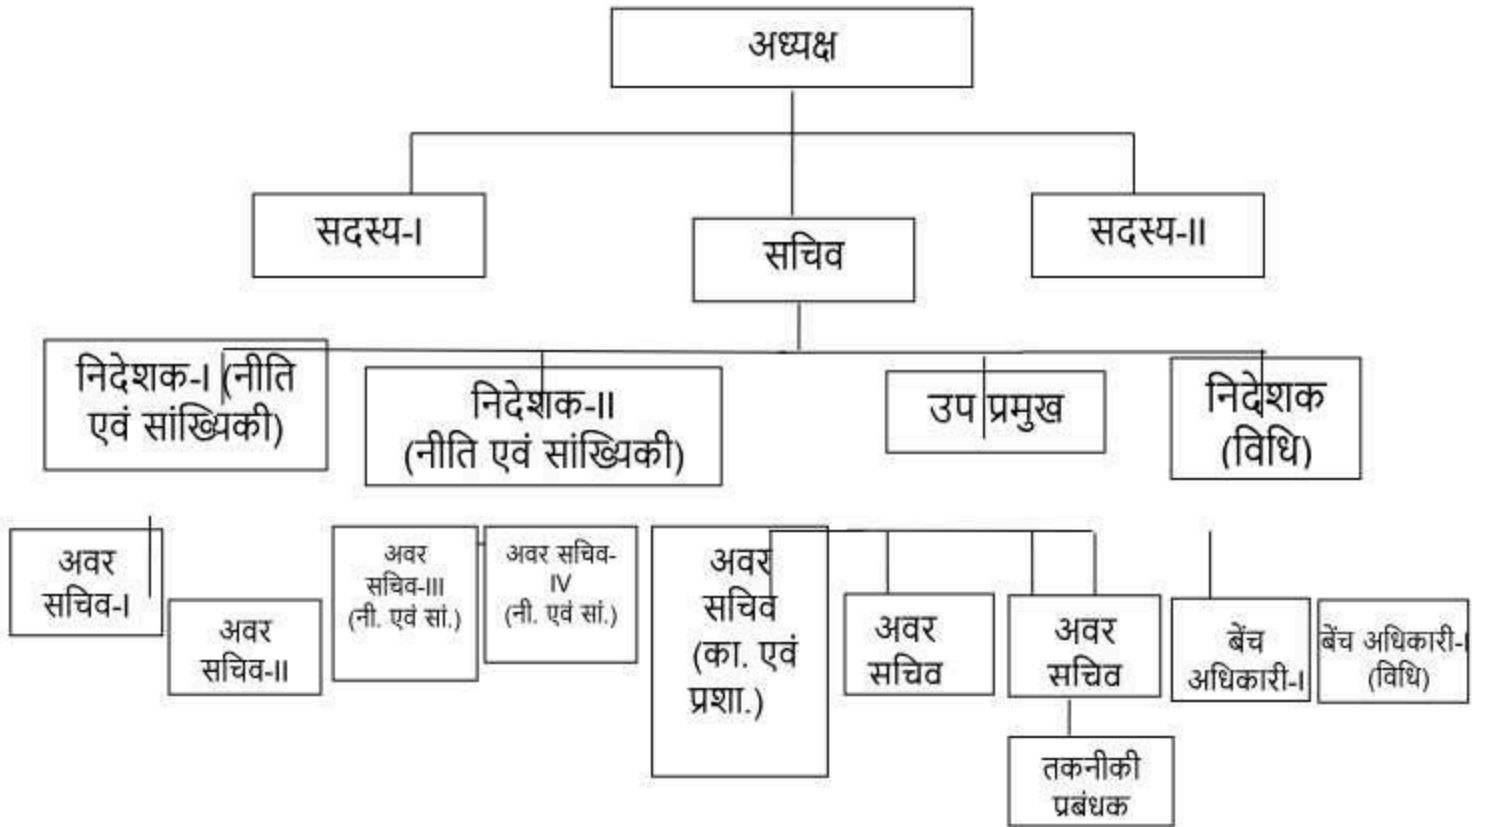 अध्यक्ष
सदस्य-I
सचिव
सदस्य-II
निदेशक-I (नीति
एवं सांख्यिकी)
निदेशक-II
(नीति एवं सांख्यिकी)
उप प्रमुख
निदेशक
(विधि)
अवर
सचिव-I
अवर
सचिव-II
अवर
सचिव-III
(नी. एवं सां.)
अवर सचिव-
IV
(नी. एवं सां.)
अवर
सचिव
(का. एवं
प्रशा.)
अवर
सचिव
अवर
सचिव
बेंच
अधिकारी-I
बेंच अधिकारी-I
(विधि)
तकनीकी
प्रबंधक